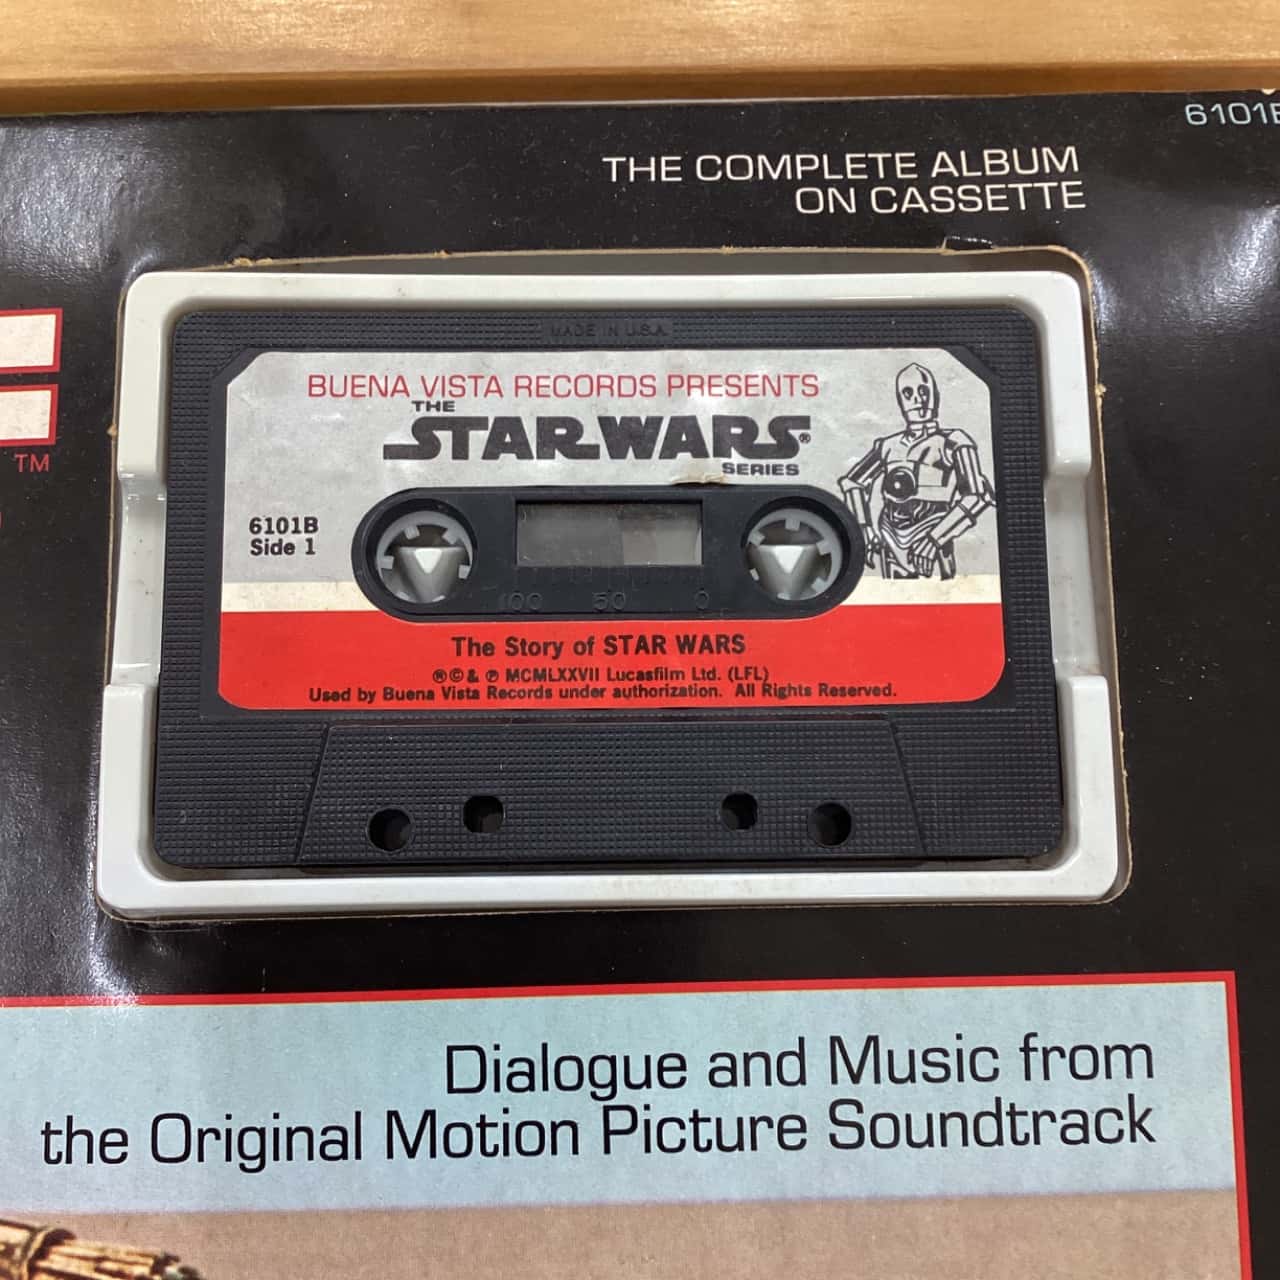 6101B
THE COMPLETE ALBUM
ON CASSETTE
MADE IN U.S.A.
BUENA VISTA RECORDS PRESENTS
THE
STAR WARS®
SERIES
TM
6101B
Side 1
100 50 0
The Story of STAR WARS
®©& ℗ MCMLXXVII Lucasfilm Ltd. (LFL)
Used by Buena Vista Records under authorization. All Rights Reserved.
Dialogue and Music from
the Original Motion Picture Soundtrack